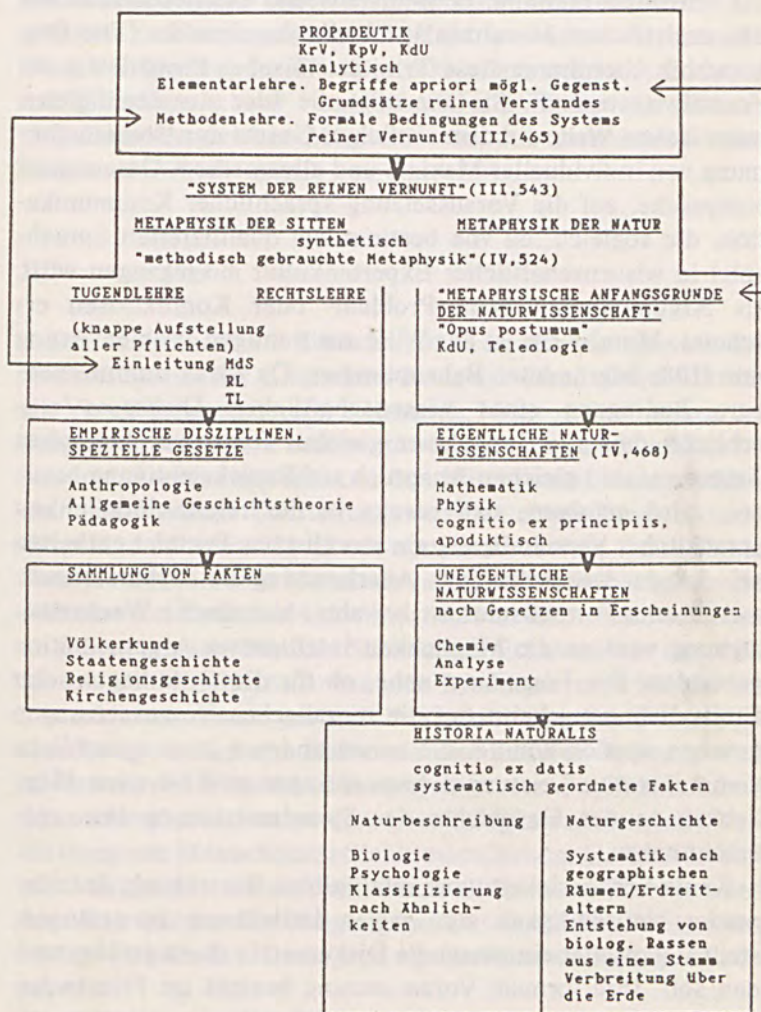 PROPÄDEUTIK
KrV, KpV, KdU
analytisch
Elementarlehre. Begriffe apriori mögl. Gegenst.
Grundsätze reinen Verstandes
Methodenlehre. Formale Bedingungen des Systems
reiner Vernunft (III,465)
"SYSTEM DER REINEN VERNUNFT"(III,543)
METAPHYSIK DER SITTEN METAPHYSIK DER NATUR
synthetisch
"methodisch gebrauchte Metaphysik"(IV,524)
TUGENDLEHRE RECHTSLEHRE "METAPHYSISCHE ANFANGSGRÜNDE
DER NATURWISSENSCHAFT"
(knappe Aufstellung "Opus postumum"
aller Pflichten) KdU, Teleologie
Einleitung MdS
RL
TL
EMPIRISCHE DISZIPLINEN,
SPEZIELLE GESETZE
Anthropologie
Allgemeine Geschichtstheorie
Pädagogik
EIGENTLICHE NATUR-
WISSENSCHAFTEN (IV,468)
Mathematik
Physik
cognitio ex principiis,
apodiktisch
SAMMLUNG VON FAKTEN
Völkerkunde
Staatengeschichte
Religionsgeschichte
Kirchengeschichte
UNEIGENTLICHE
NATURWISSENSCHAFTEN
nach Gesetzen in Erscheinungen
Chemie
Analyse
Experiment
HISTORIA NATURALIS
cognitio ex datis
systematisch geordnete Fakten
Naturbeschreibung
Biologie
Psychologie
Klassifizierung
nach Ähnlich-
keiten
Naturgeschichte
Systematik nach
geographischen
Räumen/Erdzeit-
altern
Entstehung von
biolog. Rassen
aus einem Stamm
Verbreitung über
die Erde